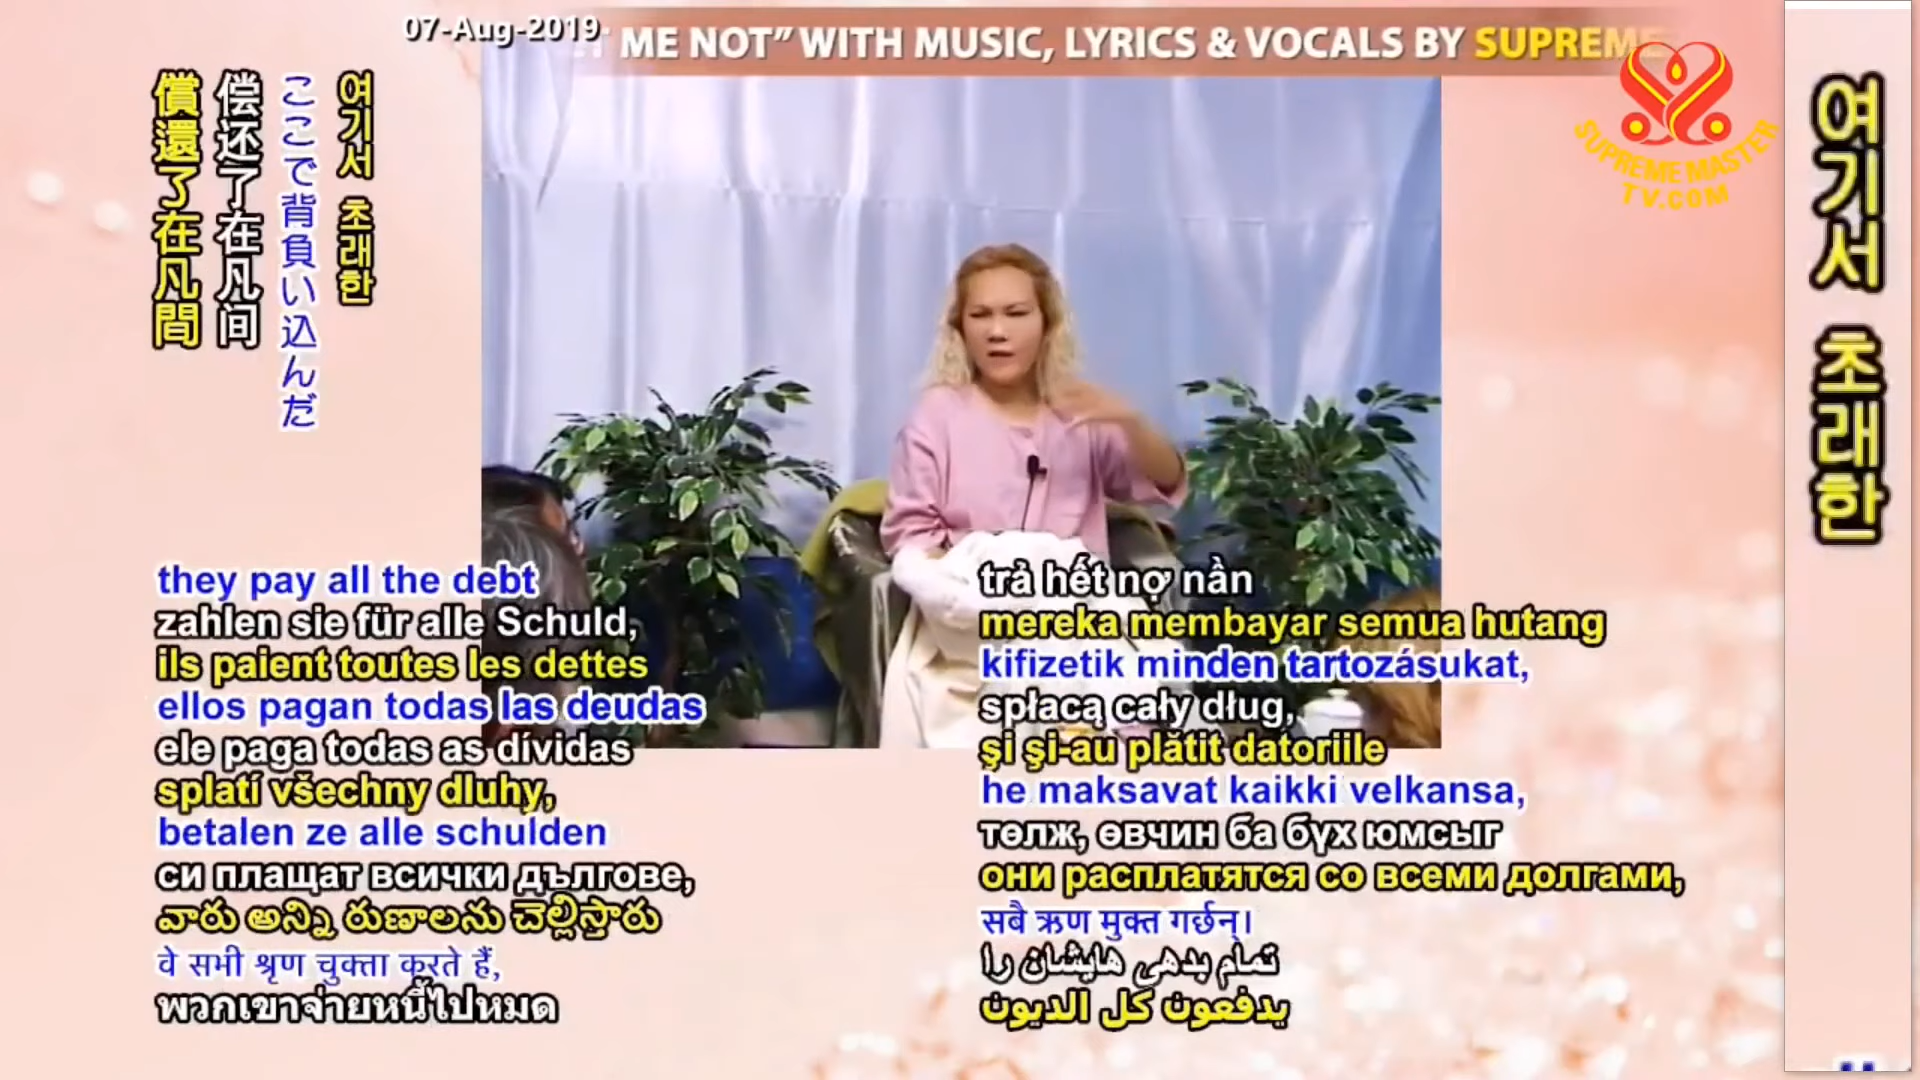 07-Aug-2019
ME NOT” WITH MUSIC, LYRICS & VOCALS BY SUPREME
SUPREME MASTER
TV.COM
여기서 초래한
ここで背負い込んだ
偿还了在凡间
償還了在凡間
여기서 초래한
they pay all the debt
zahlen sie für alle Schuld,
ils paient toutes les dettes
ellos pagan todas las deudas
ele paga todas as dívidas
splatí všechny dluhy,
betalen ze alle schulden
си плащат всички дългове,
వారు అన్ని రుణాలను చెల్లిస్తారు
वे सभी श्रृण चुक्ता करते हैं,
พวกเขาจ่ายหนี้ไปหมด
trả hết nợ nần
mereka membayar semua hutang
kifizetik minden tartozásukat,
spłacą cały dług,
şi şi-au plătit datoriile
he maksavat kaikki velkansa,
төлж, өвчин ба бүх юмсыг
они расплатятся со всеми долгами,
सबै ऋण मुक्त गर्छन्।
تمام بدهی هایشان را
يدفعون كل الديون